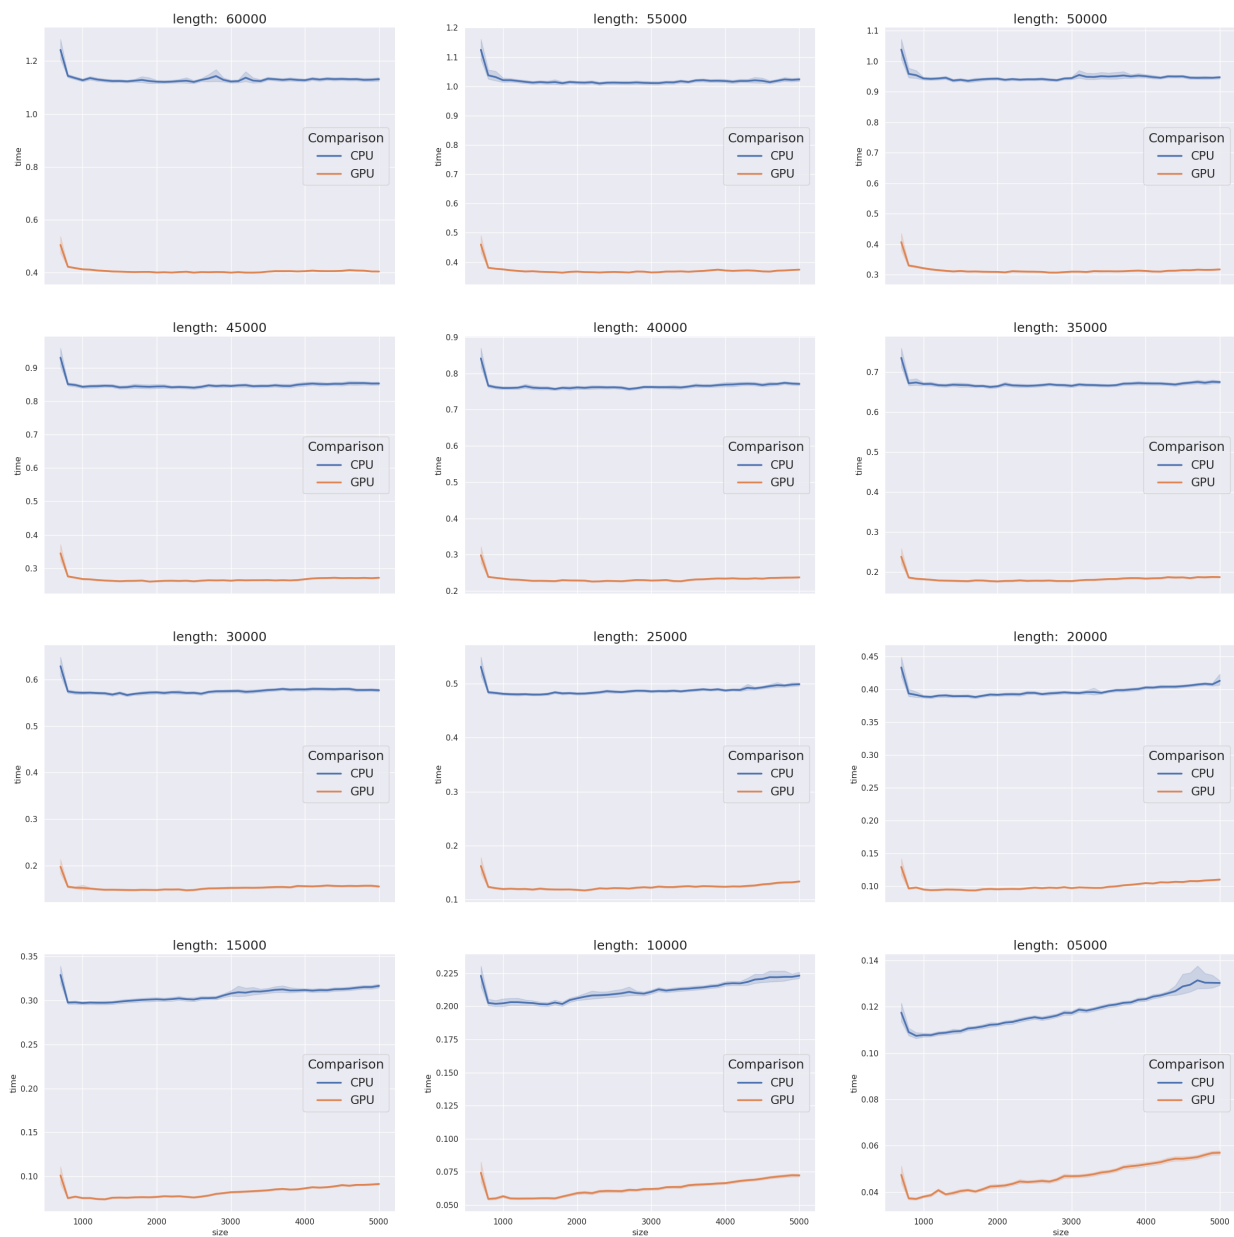 length: 60000
1.2
1.0
0.8
0.6
0.4
time
Comparison
CPU
GPU
length: 55000
1.2
1.1
1.0
0.9
0.8
0.7
0.6
0.5
0.4
time
Comparison
CPU
GPU
length: 50000
1.1
1.0
0.9
0.8
0.7
0.6
0.5
0.4
0.3
time
Comparison
CPU
GPU
length: 45000
0.9
0.8
0.7
0.6
0.5
0.4
0.3
time
Comparison
CPU
GPU
length: 40000
0.9
0.8
0.7
0.6
0.5
0.4
0.3
0.2
time
Comparison
CPU
GPU
length: 35000
0.7
0.6
0.5
0.4
0.3
0.2
time
Comparison
CPU
GPU
length: 30000
0.6
0.5
0.4
0.3
0.2
time
Comparison
CPU
GPU
length: 25000
0.5
0.4
0.3
0.2
0.1
time
Comparison
CPU
GPU
length: 20000
0.45
0.40
0.35
0.30
0.25
0.20
0.15
0.10
time
Comparison
CPU
GPU
length: 15000
0.35
0.30
0.25
0.20
0.15
0.10
time
Comparison
CPU
GPU
1000 2000 3000 4000 5000
size
length: 10000
0.225
0.200
0.175
0.150
0.125
0.100
0.075
0.050
time
Comparison
CPU
GPU
1000 2000 3000 4000 5000
size
length: 05000
0.14
0.12
0.10
0.08
0.06
0.04
time
Comparison
CPU
GPU
1000 2000 3000 4000 5000
size